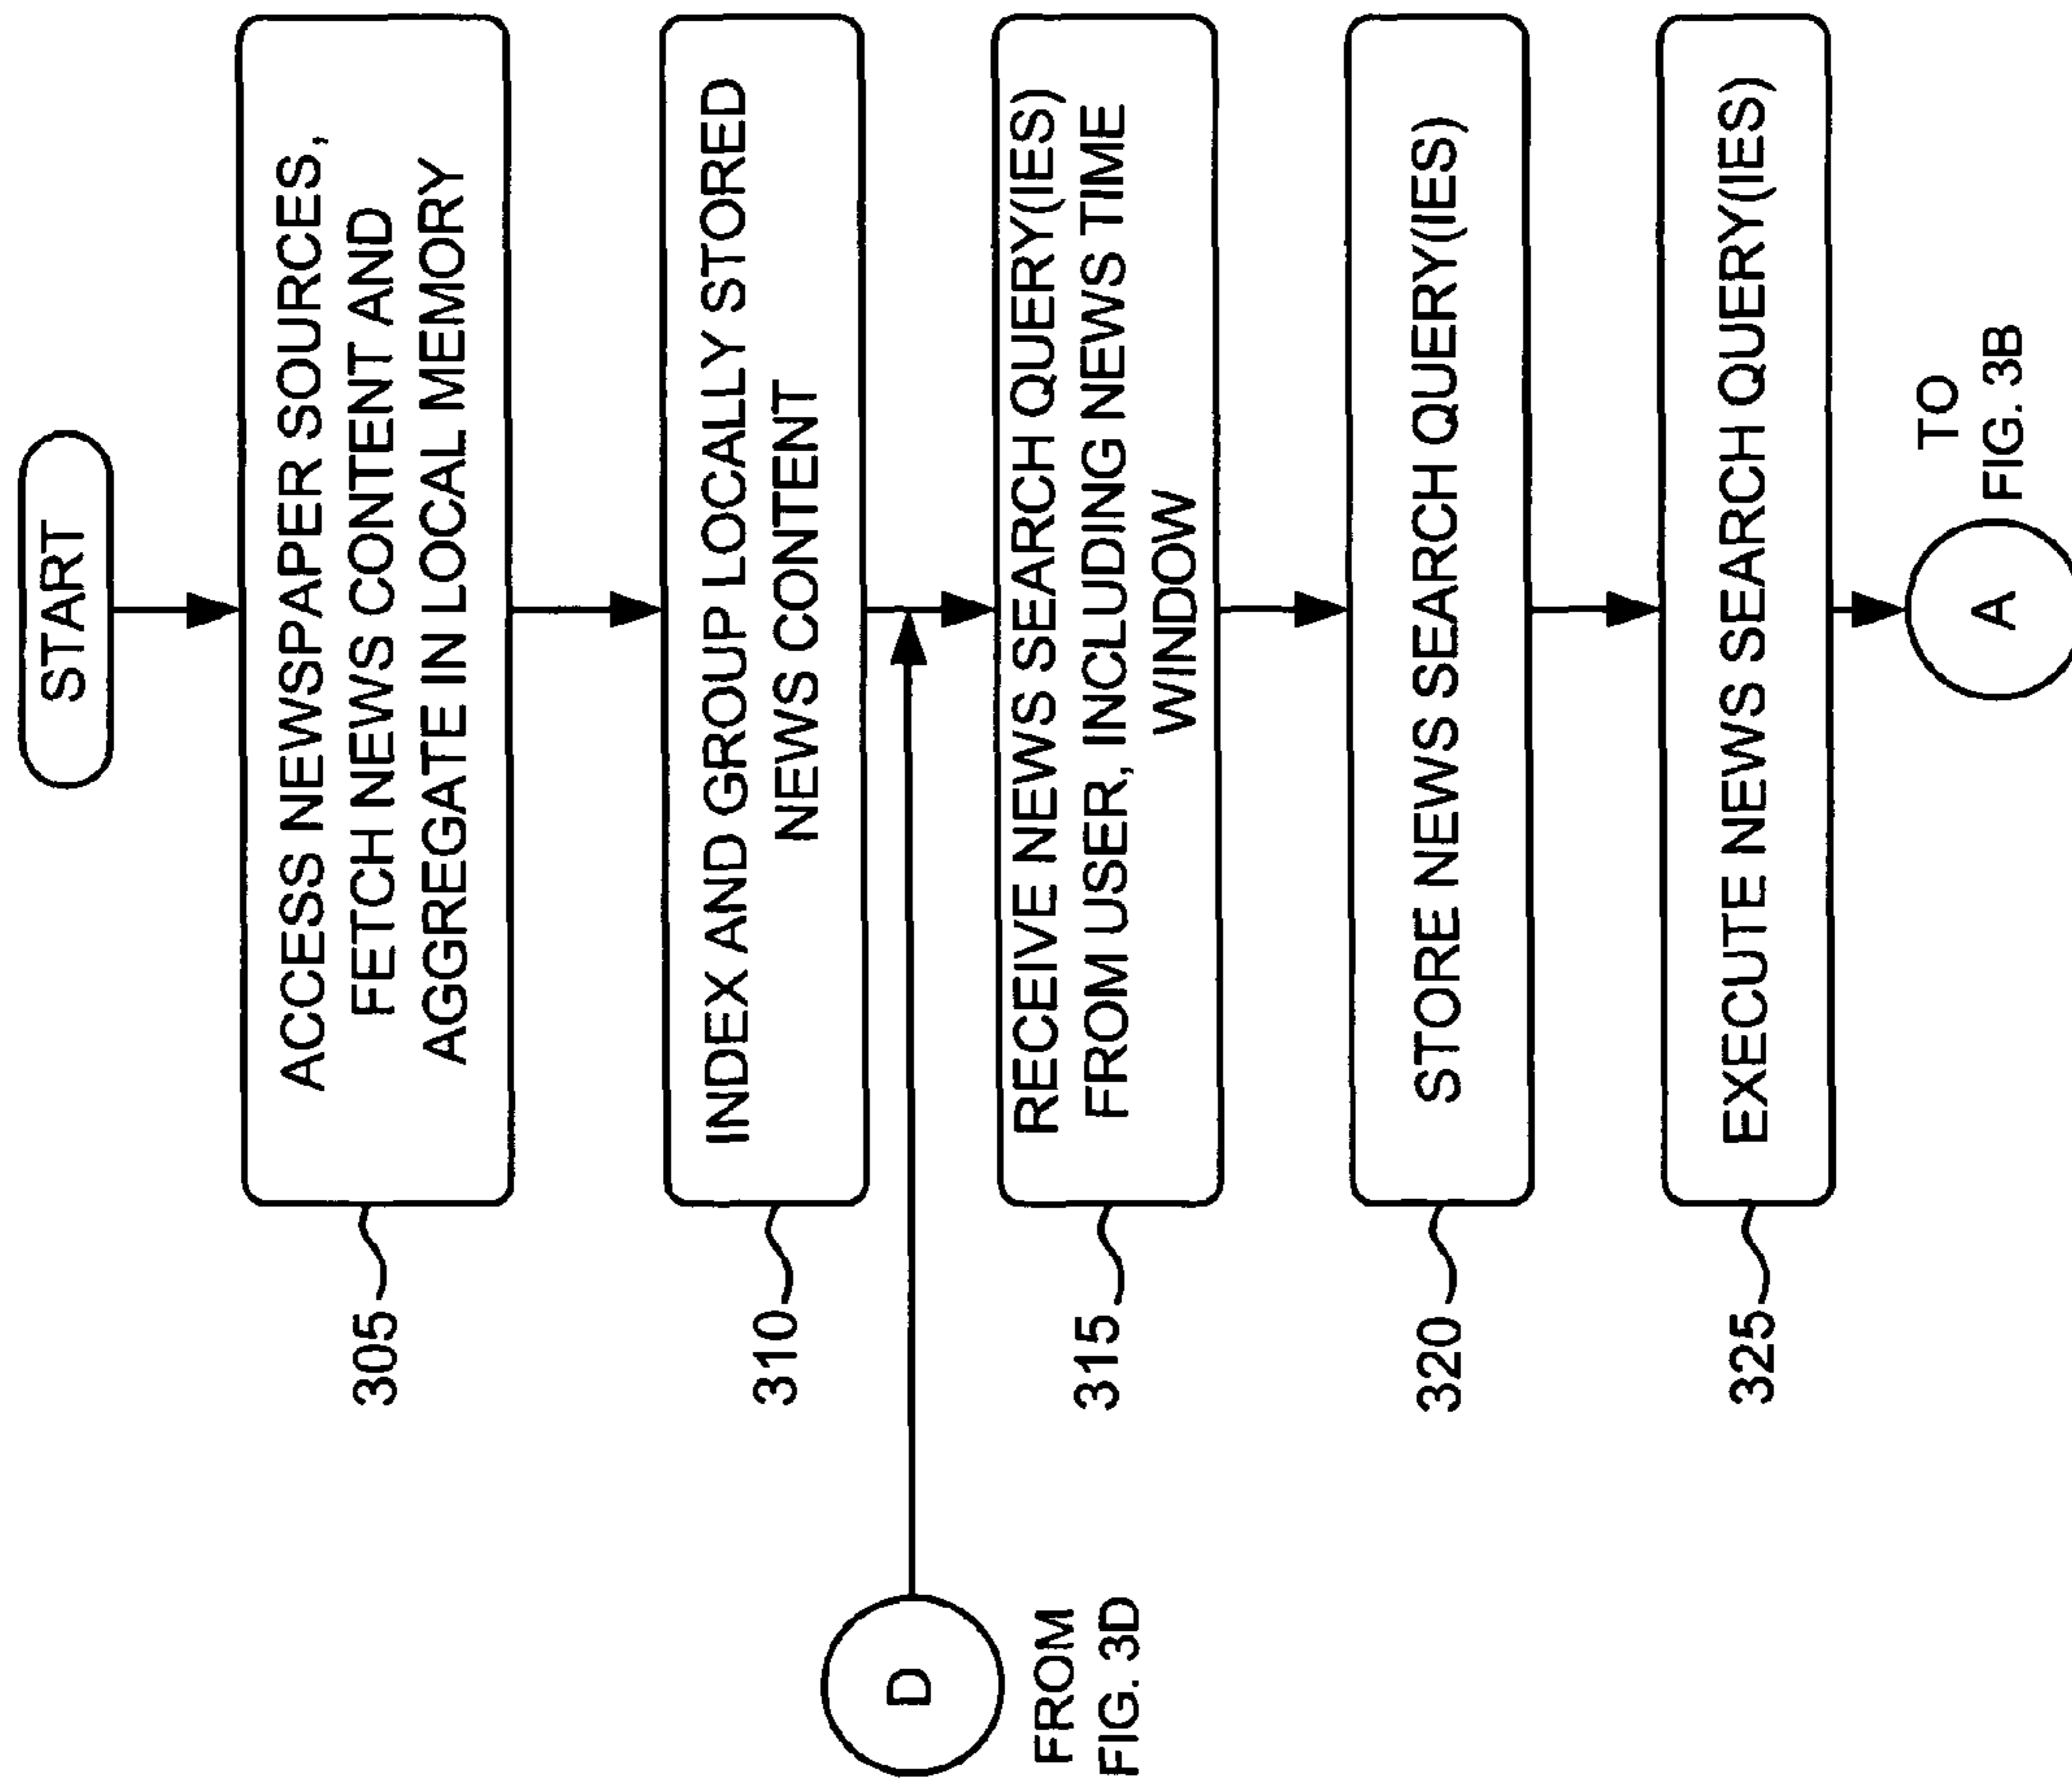 START
305
ACCESS NEWSPAPER SOURCES,
FETCH NEWS CONTENT AND
AGGREGATE IN LOCAL MEMORY
310
INDEX AND GROUP LOCALLY STORED
NEWS CONTENT
D
FROM
FIG. 3D
315
RECEIVE NEWS SEARCH QUERY(IES)
FROM USER, INCLUDING NEWS TIME
WINDOW
320
STORE NEWS SEARCH QUERY(IES)
325
EXECUTE NEWS SEARCH QUERY(IES)
A
TO
FIG. 3B